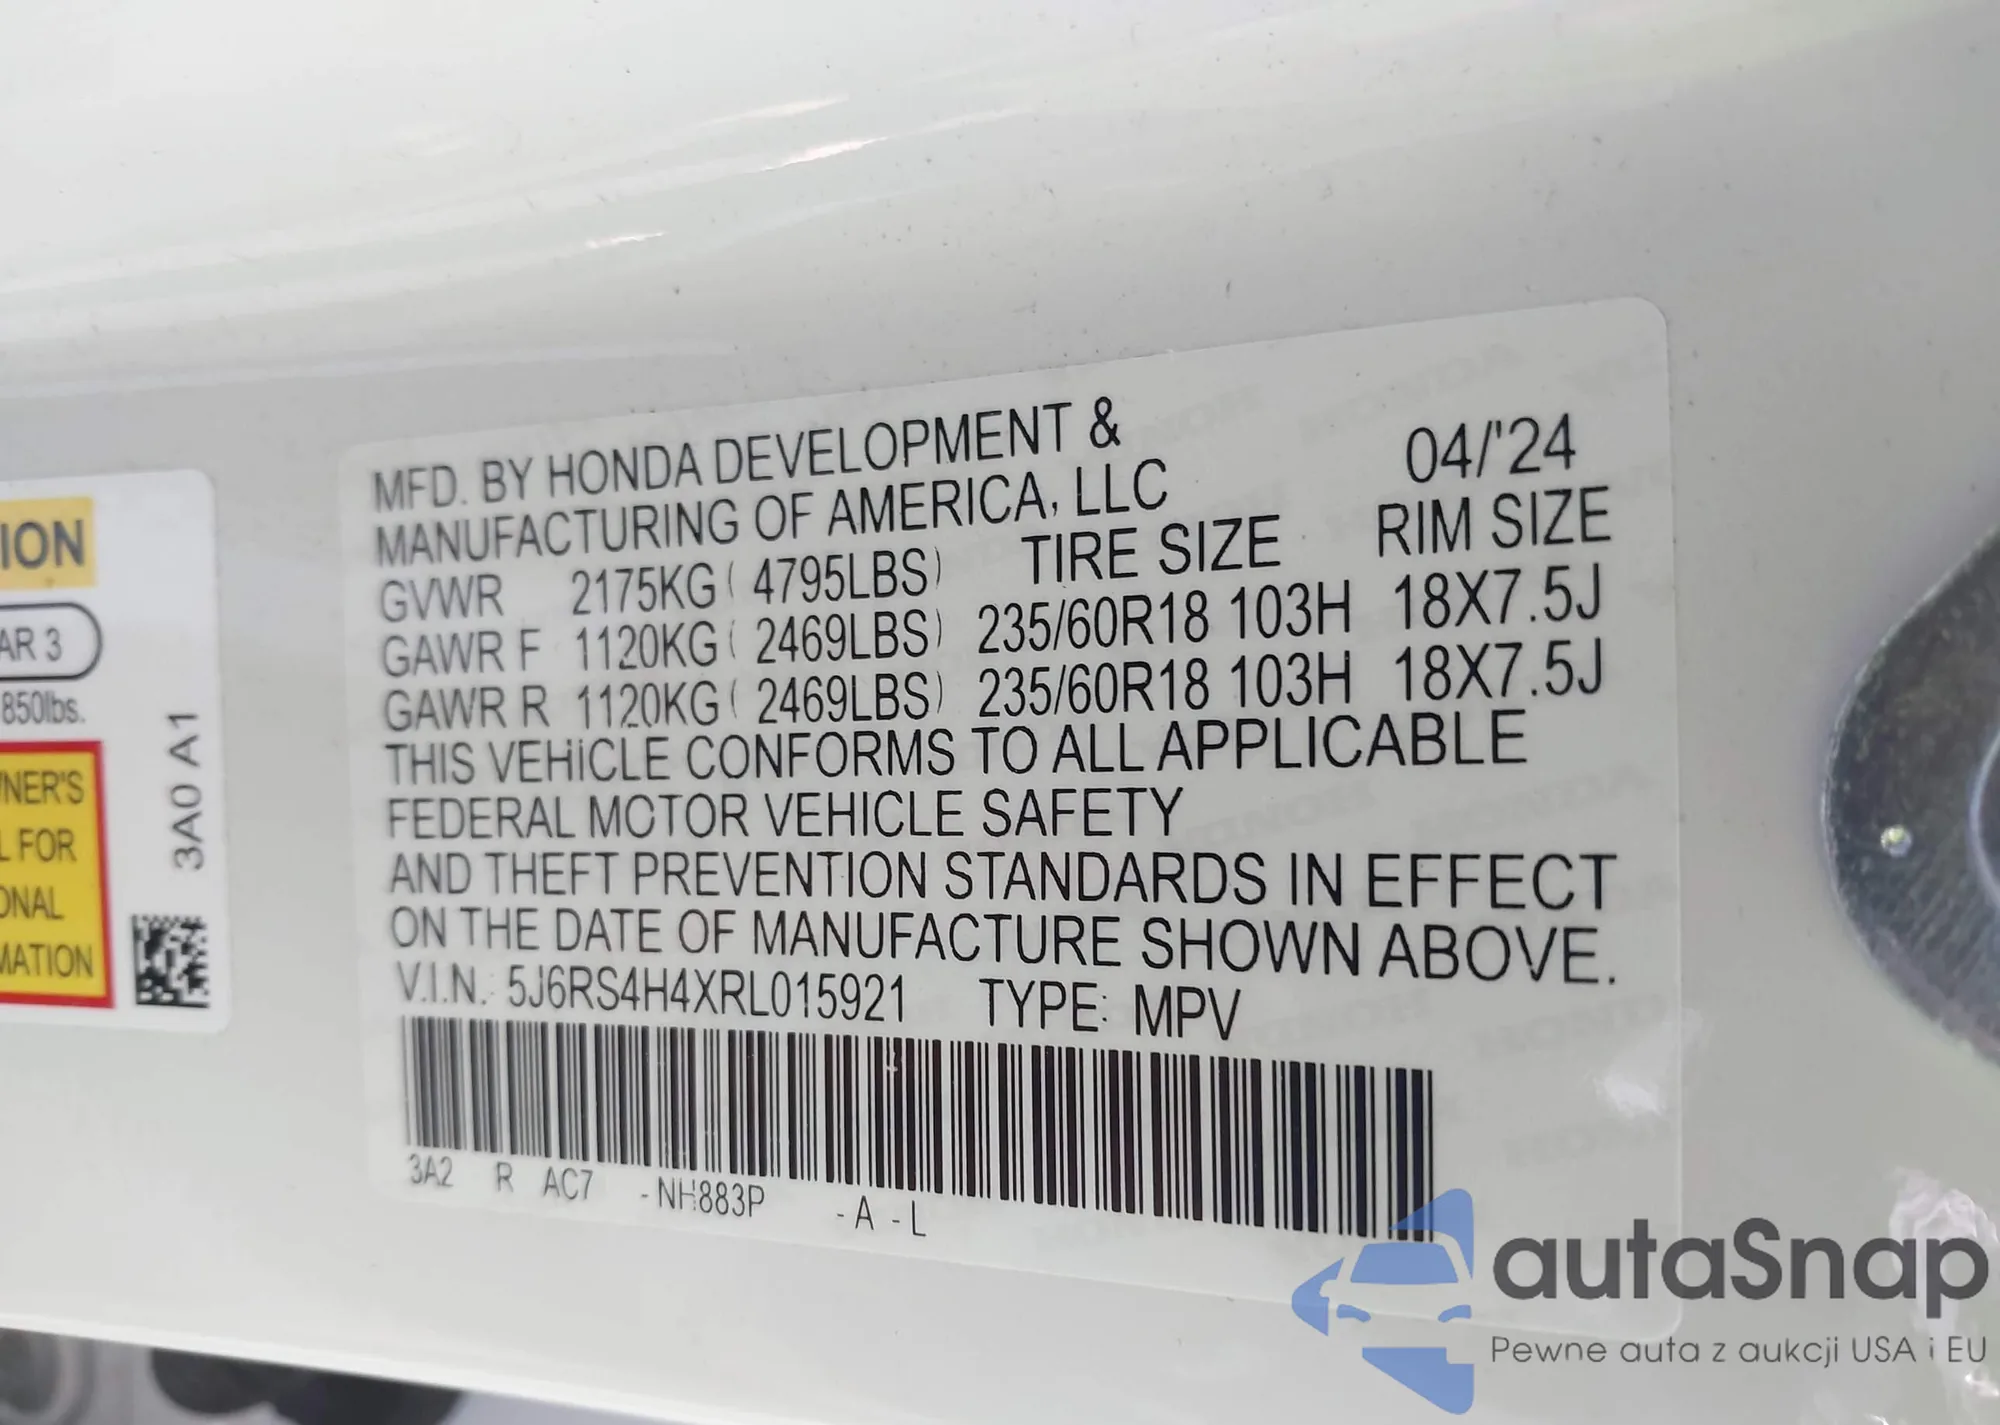 MFD. BY HONDA DEVELOPMENT &
MANUFACTURING OF AMERICA, LLC
04/'24
GVWR 2175KG ( 4795LBS) TIRE SIZE RIM SIZE
GAWR F 1120KG ( 2469LBS) 235/60R18 103H 18X7.5J
GAWR R 1120KG ( 2469LBS) 235/60R18 103H 18X7.5J
THIS VEHICLE CONFORMS TO ALL APPLICABLE
FEDERAL MOTOR VEHICLE SAFETY
AND THEFT PREVENTION STANDARDS IN EFFECT
ON THE DATE OF MANUFACTURE SHOWN ABOVE.
V.I.N.: 5J6RS4H4XRL015921 TYPE: MPV
3A2 R AC7 -NH883P -A -L
ION
AR 3
850lbs.
NER'S
L FOR
ONAL
MATION
3A0 A1
autaSnap
Pewne auta z aukcji USA i EU